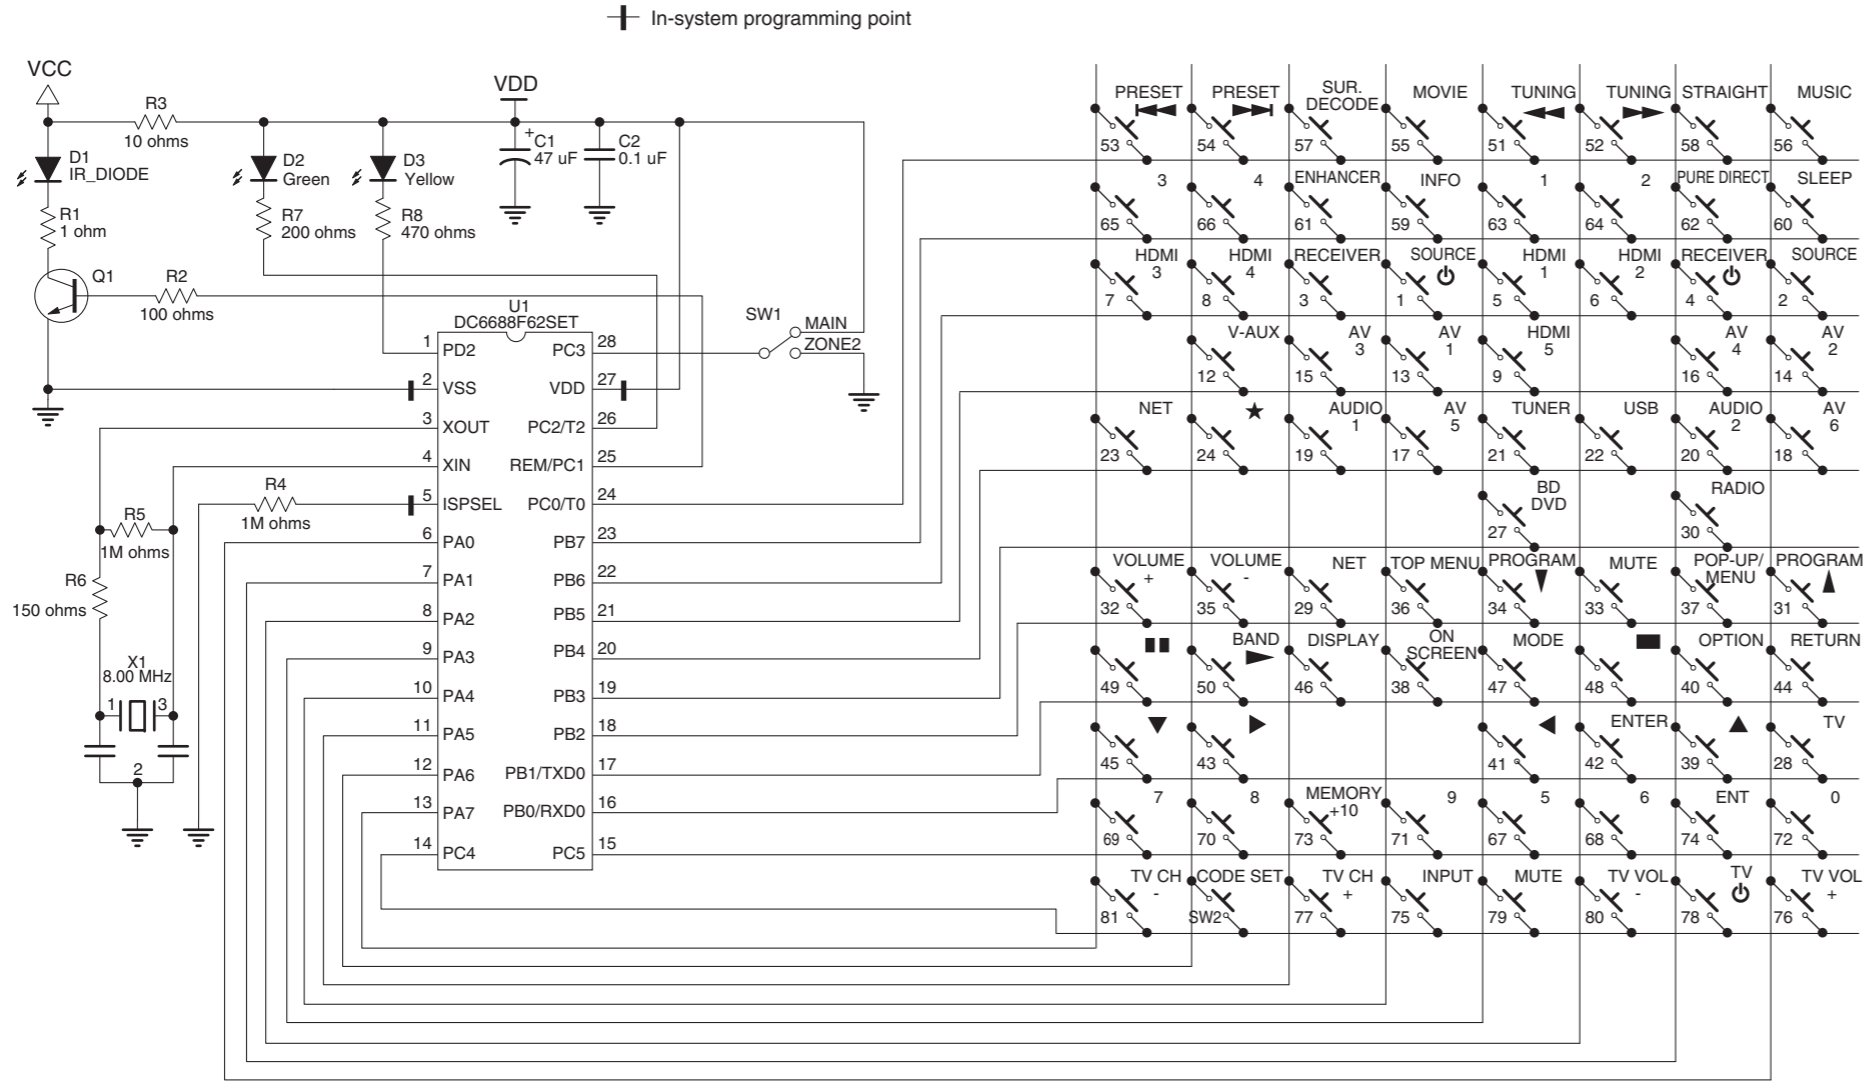 In-system programming point
VCC
VDD
R3
10 ohms
D1
IR_DIODE
D2
Green
D3
Yellow
+
C1
47 uF
C2
0.1 uF
R1
1 ohm
R7
200 ohms
R8
470 ohms
Q1
R2
100 ohms
SW1
MAIN
ZONE2
U1
DC6688F62SET
1 PD2 PC3 28
2 VSS VDD 27
3 XOUT PC2/T2 26
4 XIN REM/PC1 25
5 ISPSEL PC0/T0 24
6 PA0 PB7 23
7 PA1 PB6 22
8 PA2 PB5 21
9 PA3 PB4 20
10 PA4 PB3 19
11 PA5 PB2 18
12 PA6 PB1/TXD0 17
13 PA7 PB0/RXD0 16
14 PC4 PC5 15
R4
1M ohms
R5
1M ohms
R6
150 ohms
X1
8.00 MHz
1 3
2
PRESET PRESET SUR. DECODE MOVIE TUNING TUNING STRAIGHT MUSIC
53 54 57 55 51 52 58 56
3 4 ENHANCER INFO 1 2 PURE DIRECT SLEEP
65 66 61 59 63 64 62 60
HDMI 3 HDMI 4 RECEIVER SOURCE ⏻ HDMI 1 HDMI 2 RECEIVER ⏻ SOURCE
7 8 3 1 5 6 4 2
V-AUX AV 3 AV 1 HDMI 5 AV 4 AV 2
12 15 13 9 16 14
NET ★ AUDIO 1 AV 5 TUNER USB AUDIO 2 AV 6
23 24 19 17 21 22 20 18
BD DVD RADIO
27 30
VOLUME + VOLUME - NET TOP MENU PROGRAM MUTE POP-UP/ MENU PROGRAM
32 35 29 36 34 33 37 31
BAND DISPLAY ON SCREEN MODE OPTION RETURN
49 50 46 38 47 48 40 44
ENTER TV
45 43 41 42 39 28
7 8 MEMORY +10 9 5 6 ENT 0
69 70 73 71 67 68 74 72
TV CH - CODE SET TV CH + INPUT MUTE TV VOL - TV ⏻ TV VOL +
81 SW2 77 75 79 80 78 76